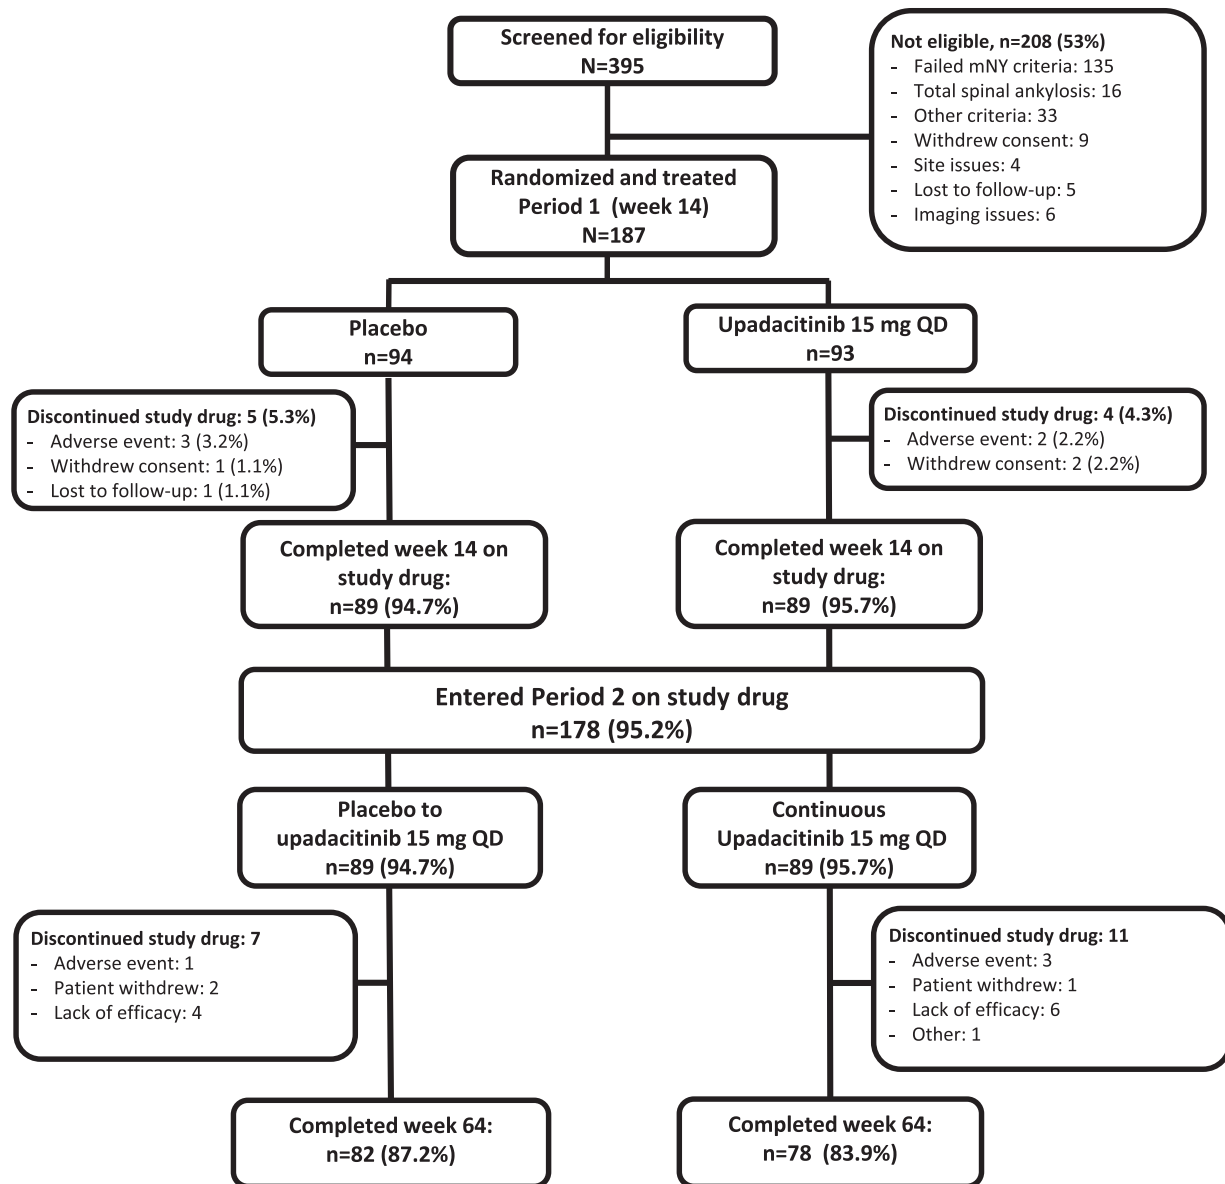 Screened for eligibility
N=395
Not eligible, n=208 (53%)
- Failed mNY criteria: 135
- Total spinal ankylosis: 16
- Other criteria: 33
- Withdrew consent: 9
- Site issues: 4
- Lost to follow-up: 5
- Imaging issues: 6
Randomized and treated
Period 1 (week 14)
N=187
Placebo
n=94
Upadacitinib 15 mg QD
n=93
Discontinued study drug: 5 (5.3%)
- Adverse event: 3 (3.2%)
- Withdrew consent: 1 (1.1%)
- Lost to follow-up: 1 (1.1%)
Discontinued study drug: 4 (4.3%)
- Adverse event: 2 (2.2%)
- Withdrew consent: 2 (2.2%)
Completed week 14 on
study drug:
n=89 (94.7%)
Completed week 14 on
study drug:
n=89 (95.7%)
Entered Period 2 on study drug
n=178 (95.2%)
Placebo to
upadacitinib 15 mg QD
n=89 (94.7%)
Continuous
Upadacitinib 15 mg QD
n=89 (95.7%)
Discontinued study drug: 7
- Adverse event: 1
- Patient withdrew: 2
- Lack of efficacy: 4
Discontinued study drug: 11
- Adverse event: 3
- Patient withdrew: 1
- Lack of efficacy: 6
- Other: 1
Completed week 64:
n=82 (87.2%)
Completed week 64:
n=78 (83.9%)